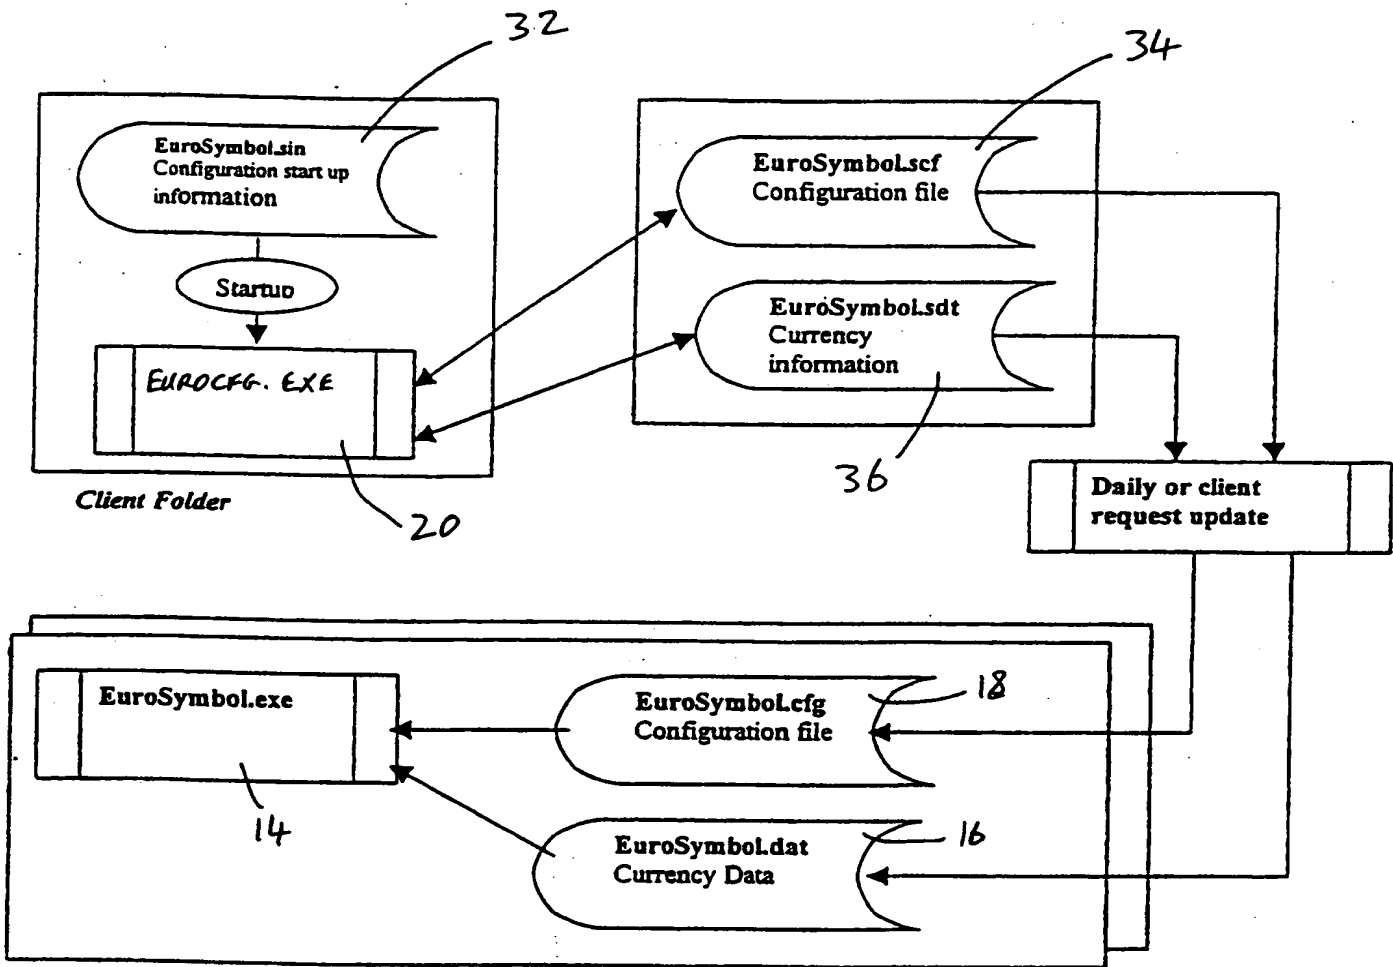 32
34
EuroSymbol.sin
Configuration start up
information
Startup
EUROCFG. EXE
20
Client Folder
EuroSymbol.scf
Configuration file
EuroSymbol.sdt
Currency
information
36
Daily or client
request update
EuroSymbol.exe
14
EuroSymbol.cfg
Configuration file
18
EuroSymbol.dat
Currency Data
16